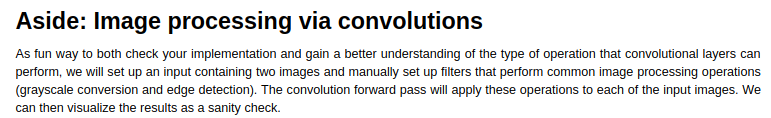 Aside: Image processing via convolutions
As fun way to both check your implementation and gain a better understanding of the type of operation that convolutional layers can
perform, we will set up an input containing two images and manually set up filters that perform common image processing operations
(grayscale conversion and edge detection). The convolution forward pass will apply these operations to each of the input images. We
can then visualize the results as a sanity check.